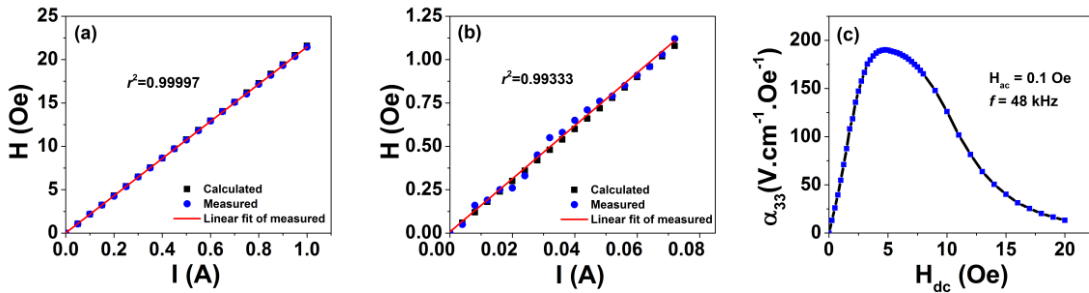 (a)
r²=0.99997
Calculated
Measured
Linear fit of measured
H (Oe)
25
20
15
10
5
0
0.0 0.2 0.4 0.6 0.8 1.0
I (A)
(b)
r²=0.99333
Calculated
Measured
Linear fit of measured
H (Oe)
1.25
1.00
0.75
0.50
0.25
0.00
0.00 0.02 0.04 0.06 0.08
I (A)
(c)
H_ac = 0.1 Oe
f = 48 kHz
α₃₃(V.cm⁻¹.Oe⁻¹)
200
150
100
50
0
0 5 10 15 20
H_dc (Oe)